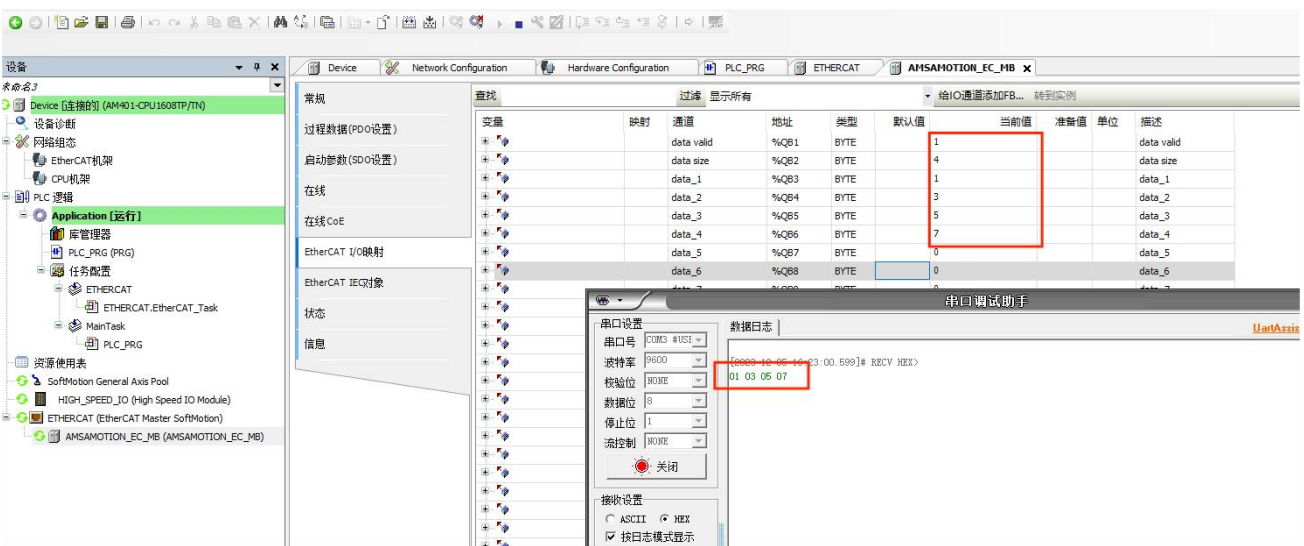 设备
未命名3
Device [连接的] (AM401-CPU1608TP/TN)
设备诊断
网络组态
EtherCAT机架
CPU机架
PLC 逻辑
Application [运行]
库管理器
PLC_PRG (PRG)
任务配置
ETHERCAT
ETHERCAT.EtherCAT_Task
MainTask
PLC_PRG
资源使用表
SoftMotion General Axis Pool
HIGH_SPEED_IO (High Speed IO Module)
ETHERCAT (EtherCAT Master SoftMotion)
AMSAMOTION_EC_MB (AMSAMOTION_EC_MB)
Device Network Configuration Hardware Configuration PLC_PRG ETHERCAT AMSAMOTION_EC_MB
常规
过程数据(PDO设置)
启动参数(SDO设置)
在线
在线CoE
EtherCAT I/O映射
EtherCAT IEC对象
状态
信息
查找 过滤 显示所有 给IO通道添加FB... 转到实例
变量 映射 通道 地址 类型 默认值 当前值 准备值 单位 描述
data valid %QB1 BYTE 1 data valid
data size %QB2 BYTE 4 data size
data_1 %QB3 BYTE 1 data_1
data_2 %QB4 BYTE 3 data_2
data_3 %QB5 BYTE 5 data_3
data_4 %QB6 BYTE 7 data_4
data_5 %QB7 BYTE 0 data_5
data_6 %QB8 BYTE 0 data_6
串口调试助手
串口设置
串口号 COM3 #USI
波特率 9600
校验位 NONE
数据位 8
停止位 1
流控制 NONE
关闭
接收设置
ASCII HEX
按日志模式显示
数据日志 UartAssis
:00.599]# RECV HEX>
01 03 05 07